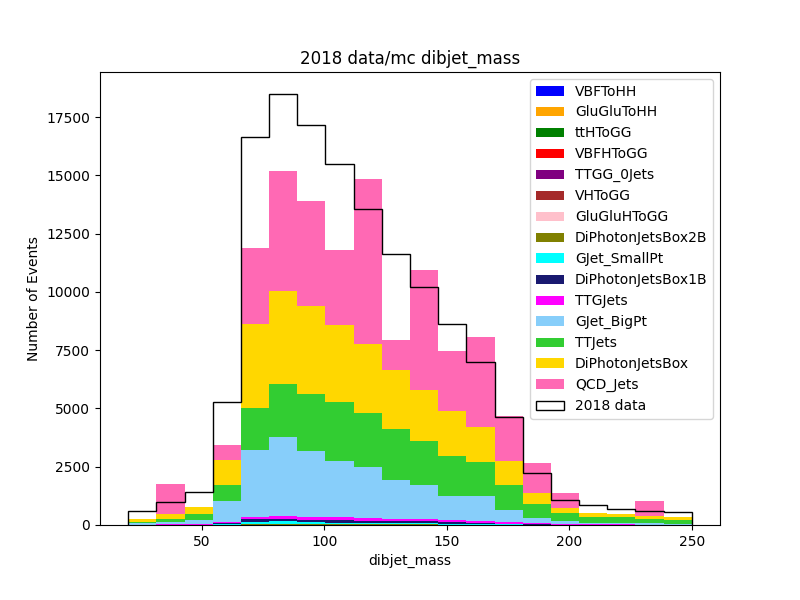 2018 data/mc dibjet_mass
Number of Events
17500
15000
12500
10000
7500
5000
2500
0
50
100
150
200
250
dibjet_mass
VBFToHH
GluGluToHH
ttHToGG
VBFHToGG
TTGG_0Jets
VHToGG
GluGluHToGG
DiPhotonJetsBox2B
GJet_SmallPt
DiPhotonJetsBox1B
TTGJets
GJet_BigPt
TTJets
DiPhotonJetsBox
QCD_Jets
2018 data